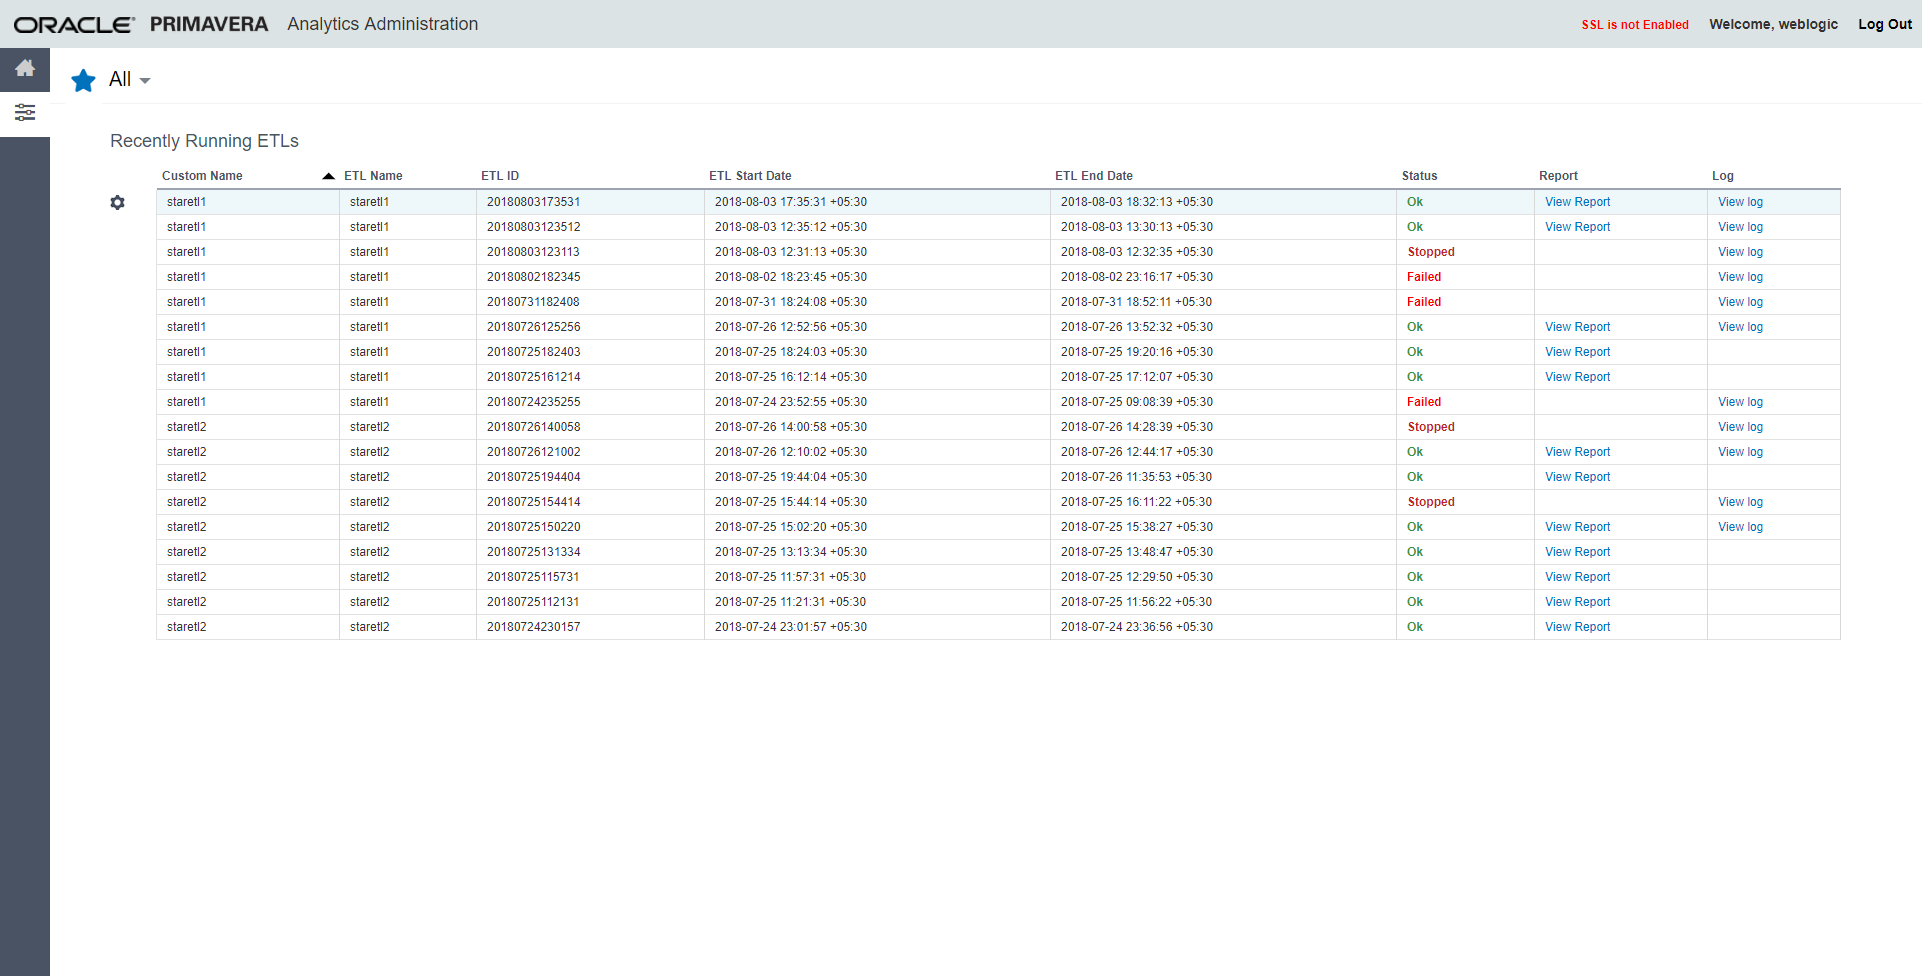 ORACLE PRIMAVERA Analytics Administration SSL is not Enabled Welcome, weblogic Log Out
All
Recently Running ETLs
Custom Name ETL Name ETL ID ETL Start Date ETL End Date Status Report Log
staretl1 staretl1 20180803173531 2018-08-03 17:35:31 +05:30 2018-08-03 18:32:13 +05:30 Ok View Report View log
staretl1 staretl1 20180803123512 2018-08-03 12:35:12 +05:30 2018-08-03 13:30:13 +05:30 Ok View Report View log
staretl1 staretl1 20180803123113 2018-08-03 12:31:13 +05:30 2018-08-03 12:32:35 +05:30 Stopped View log
staretl1 staretl1 20180802182345 2018-08-02 18:23:45 +05:30 2018-08-02 23:16:17 +05:30 Failed View log
staretl1 staretl1 20180731182408 2018-07-31 18:24:08 +05:30 2018-07-31 18:52:11 +05:30 Failed View log
staretl1 staretl1 20180726125256 2018-07-26 12:52:56 +05:30 2018-07-26 13:52:32 +05:30 Ok View Report View log
staretl1 staretl1 20180725182403 2018-07-25 18:24:03 +05:30 2018-07-25 19:20:16 +05:30 Ok View Report
staretl1 staretl1 20180725161214 2018-07-25 16:12:14 +05:30 2018-07-25 17:12:07 +05:30 Ok View Report
staretl1 staretl1 20180724235255 2018-07-24 23:52:55 +05:30 2018-07-25 09:08:39 +05:30 Failed View log
staretl2 staretl2 20180726140058 2018-07-26 14:00:58 +05:30 2018-07-26 14:28:39 +05:30 Stopped View log
staretl2 staretl2 20180726121002 2018-07-26 12:10:02 +05:30 2018-07-26 12:44:17 +05:30 Ok View Report View log
staretl2 staretl2 20180725194404 2018-07-25 19:44:04 +05:30 2018-07-26 11:35:53 +05:30 Ok View Report
staretl2 staretl2 20180725154414 2018-07-25 15:44:14 +05:30 2018-07-25 16:11:22 +05:30 Stopped View log
staretl2 staretl2 20180725150220 2018-07-25 15:02:20 +05:30 2018-07-25 15:38:27 +05:30 Ok View Report View log
staretl2 staretl2 20180725131334 2018-07-25 13:13:34 +05:30 2018-07-25 13:48:47 +05:30 Ok View Report
staretl2 staretl2 20180725115731 2018-07-25 11:57:31 +05:30 2018-07-25 12:29:50 +05:30 Ok View Report
staretl2 staretl2 20180725112131 2018-07-25 11:21:31 +05:30 2018-07-25 11:56:22 +05:30 Ok View Report
staretl2 staretl2 20180724230157 2018-07-24 23:01:57 +05:30 2018-07-24 23:36:56 +05:30 Ok View Report